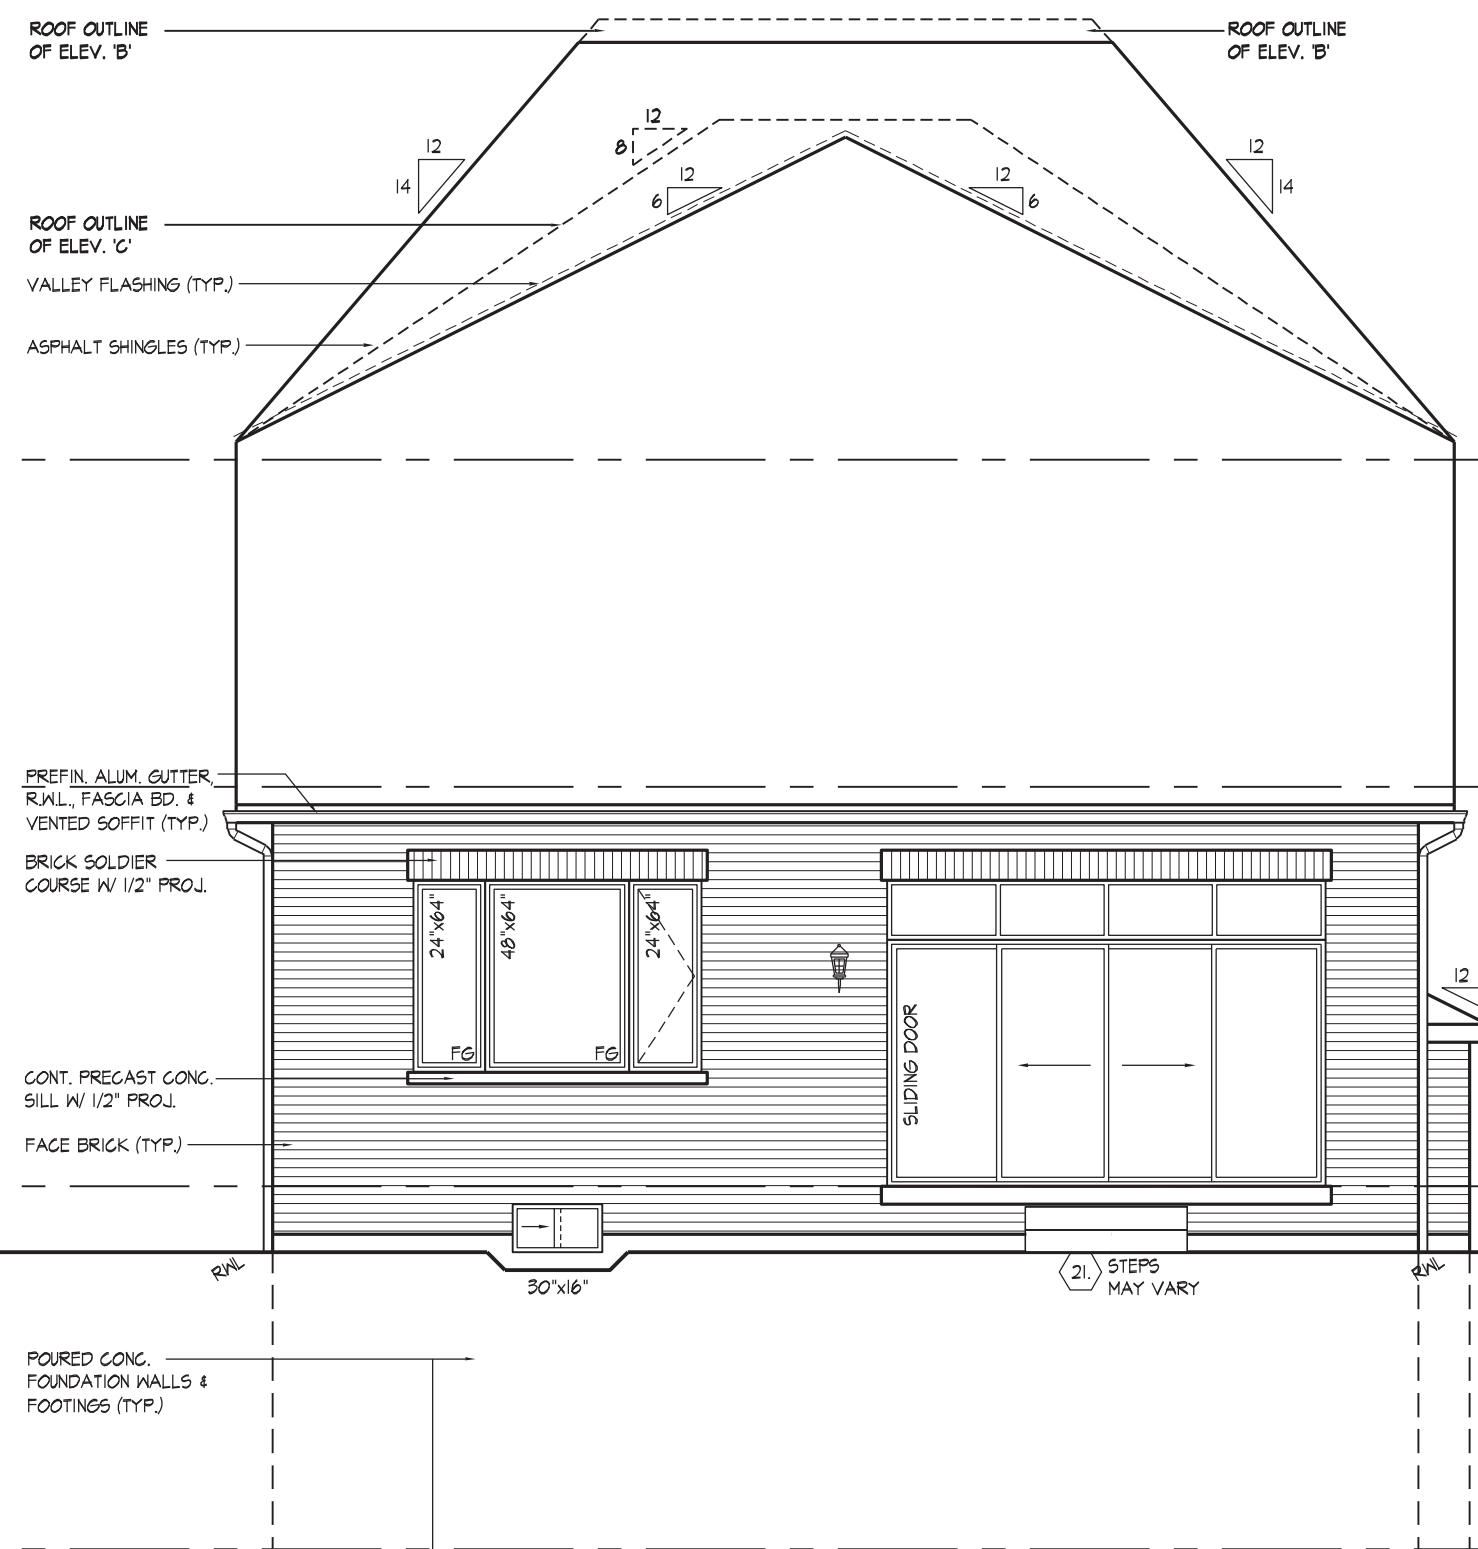 ROOF OUTLINE
OF ELEV. 'B'
ROOF OUTLINE
OF ELEV. 'B'
12
8
12
14
12
6
12
6
12
14
ROOF OUTLINE
OF ELEV. 'C'
VALLEY FLASHING (TYP.)
ASPHALT SHINGLES (TYP.)
PREFIN. ALUM. GUTTER,
R.W.L., FASCIA BD. &
VENTED SOFFIT (TYP.)
BRICK SOLDIER
COURSE W/ 1/2" PROJ.
24"x64"
48"x64"
24"x64"
FG
FG
SLIDING DOOR
12
CONT. PRECAST CONC.
SILL W/ 1/2" PROJ.
FACE BRICK (TYP.)
RWL
30"x16"
21.
STEPS
MAY VARY
RWL
POURED CONC.
FOUNDATION WALLS &
FOOTINGS (TYP.)